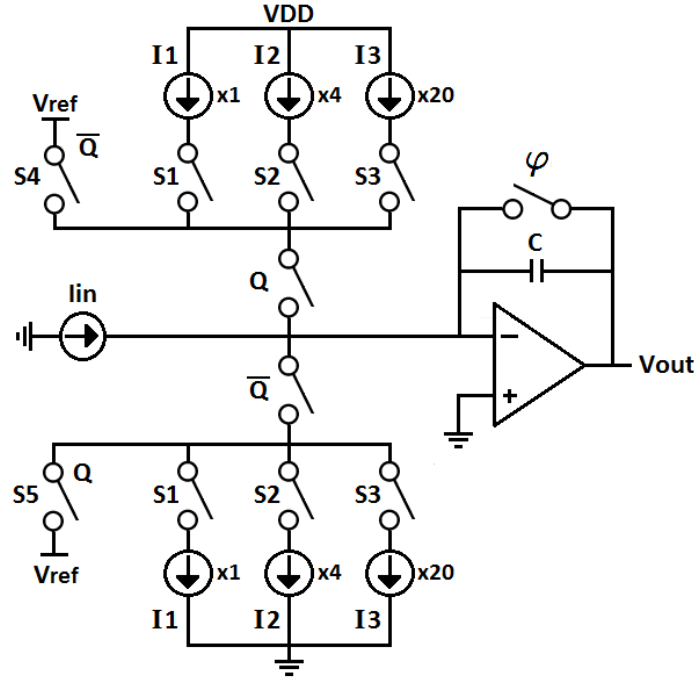 VDD
I1 I2 I3
x1 x4 x20
Vref
Q̅
S4 S1 S2 S3
φ
C
Q
Iin
−
Vout
Q̅
+
Q
S5 S1 S2 S3
Vref
x1 x4 x20
I1 I2 I3